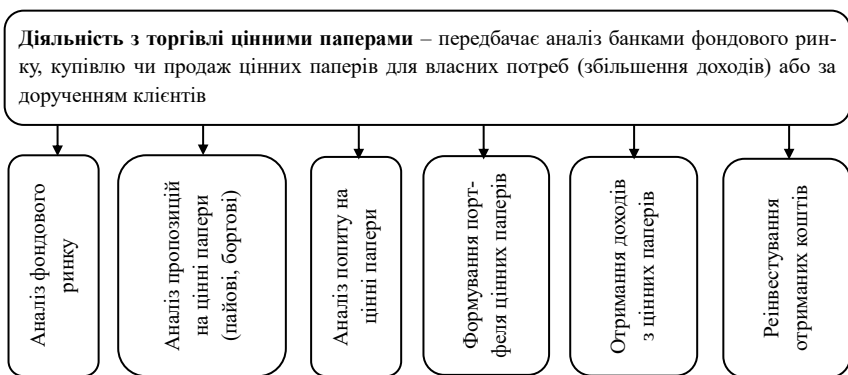 Діяльність з торгівлі цінними паперами – передбачає аналіз банками фондового рин-
ку, купівлю чи продаж цінних паперів для власних потреб (збільшення доходів) або за
дорученням клієнтів
Аналіз фондового
ринку
Аналіз пропозицій
на цінні папери
(пайові, боргові)
Аналіз попиту на
цінні папери
Формування порт-
феля цінних паперів
Отримання доходів
з цінних паперів
Реінвестування
отриманих коштів